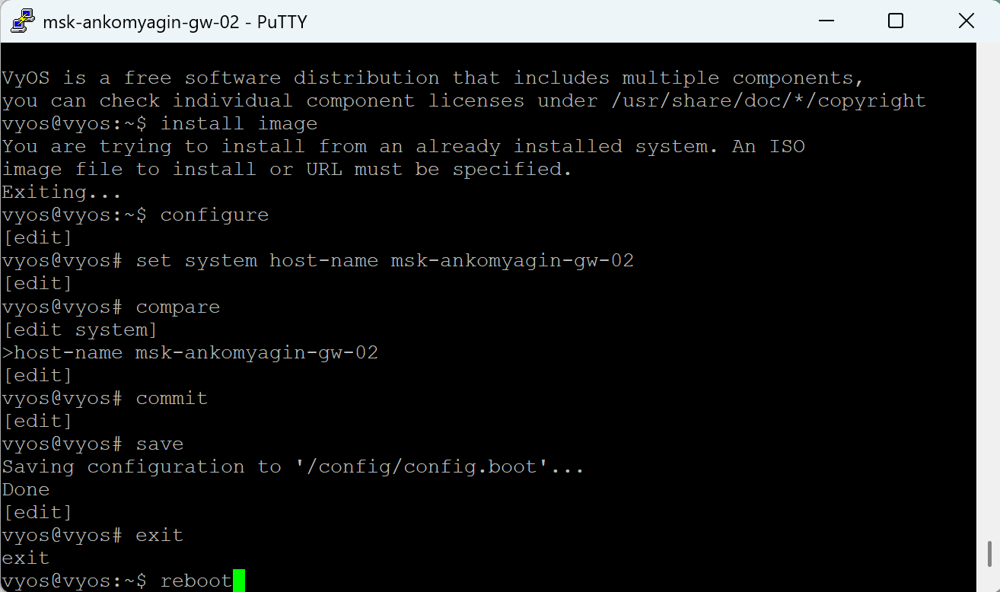 msk-ankomyagin-gw-02 - PuTTY
VyOS is a free software distribution that includes multiple components,
you can check individual component licenses under /usr/share/doc/*/copyright
vyos@vyos:~$ install image
You are trying to install from an already installed system. An ISO
image file to install or URL must be specified.
Exiting...
vyos@vyos:~$ configure
[edit]
vyos@vyos# set system host-name msk-ankomyagin-gw-02
[edit]
vyos@vyos# compare
[edit system]
>host-name msk-ankomyagin-gw-02
[edit]
vyos@vyos# commit
[edit]
vyos@vyos# save
Saving configuration to '/config/config.boot'...
Done
[edit]
vyos@vyos# exit
exit
vyos@vyos:~$ reboot